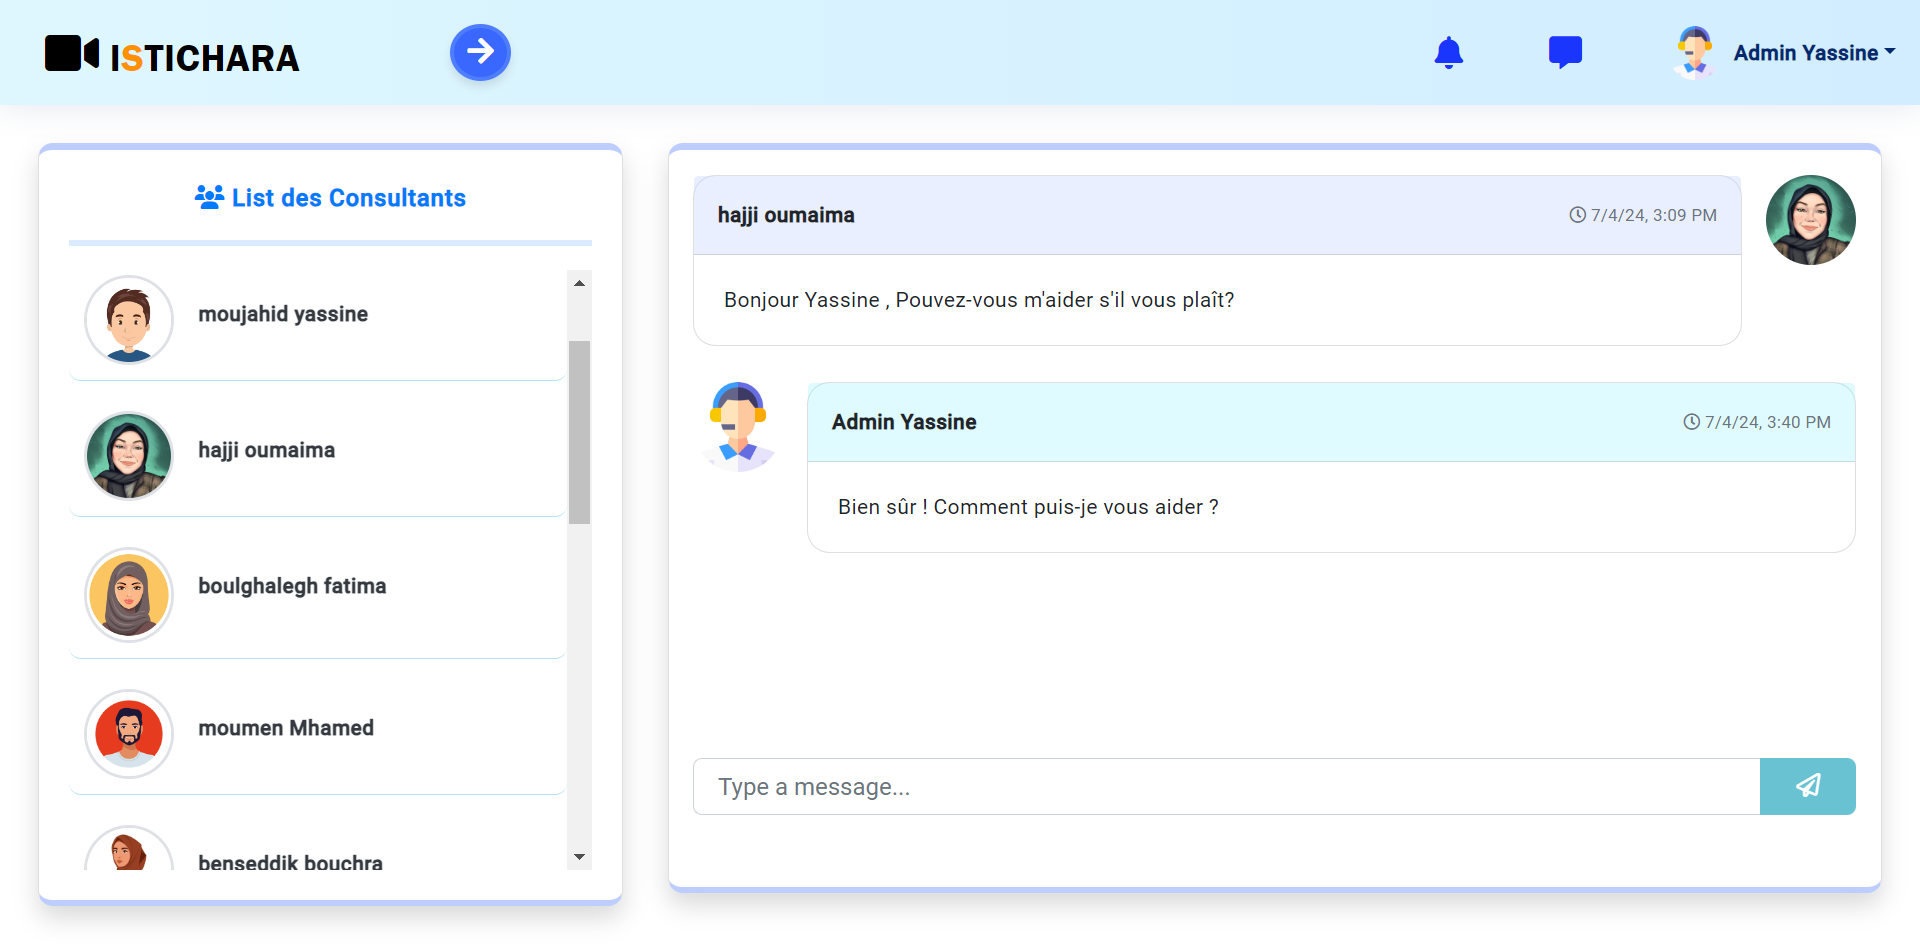 ISTICHARA
Admin Yassine
List des Consultants
moujahid yassine
hajji oumaima
boulghalegh fatima
moumen Mhamed
benseddik bouchra
hajji oumaima
7/4/24, 3:09 PM
Bonjour Yassine , Pouvez-vous m'aider s'il vous plaît?
Admin Yassine
7/4/24, 3:40 PM
Bien sûr ! Comment puis-je vous aider ?
Type a message...